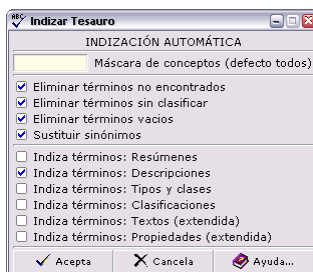 ABC Indizar Tesauro
INDIZACIÓN AUTOMÁTICA
Máscara de conceptos (defecto todos)
Eliminar términos no encontrados
Eliminar términos sin clasificar
Eliminar términos vacios
Sustituir sinónimos
Indiza términos: Resúmenes
Indiza términos: Descripciones
Indiza términos: Tipos y clases
Indiza términos: Clasificaciones
Indiza términos: Textos (extendida)
Indiza términos: Propiedades (extendida)
Acepta Cancela Ayuda...